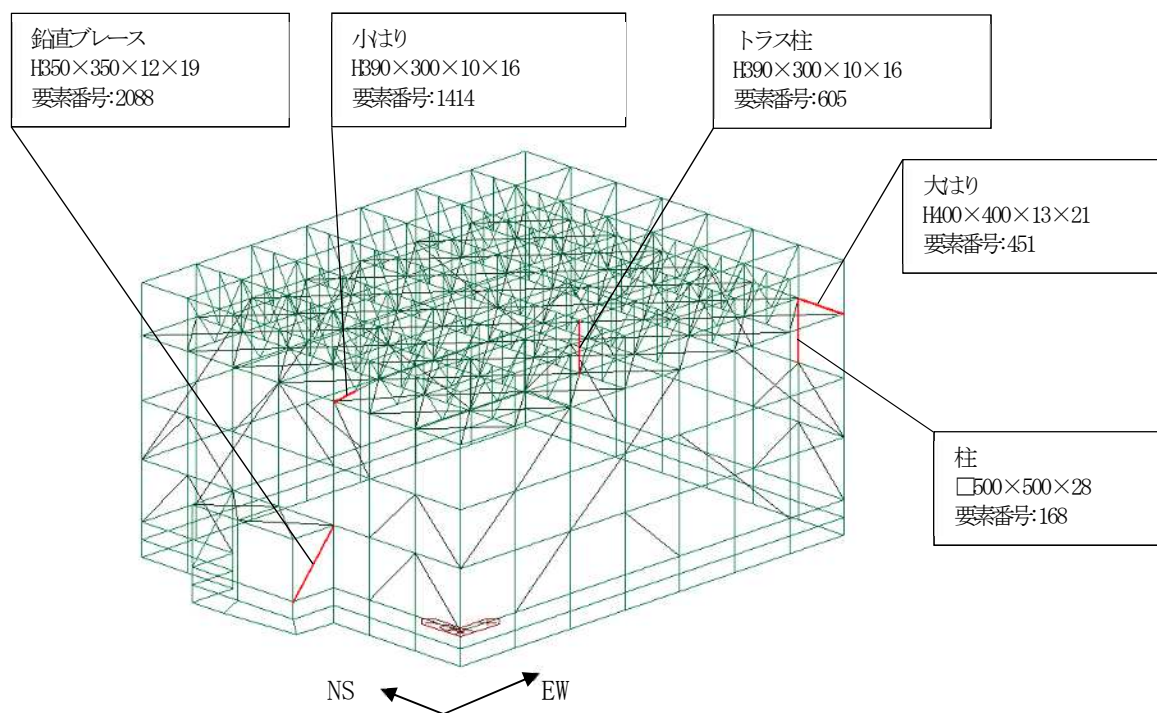 鉛直ブレース
H350×350×12×19
要素番号:2088
小はり
H390×300×10×16
要素番号:1414
トラス柱
H390×300×10×16
要素番号:605
大はり
H400×400×13×21
要素番号:451
柱
□500×500×28
要素番号:168
NS
EW